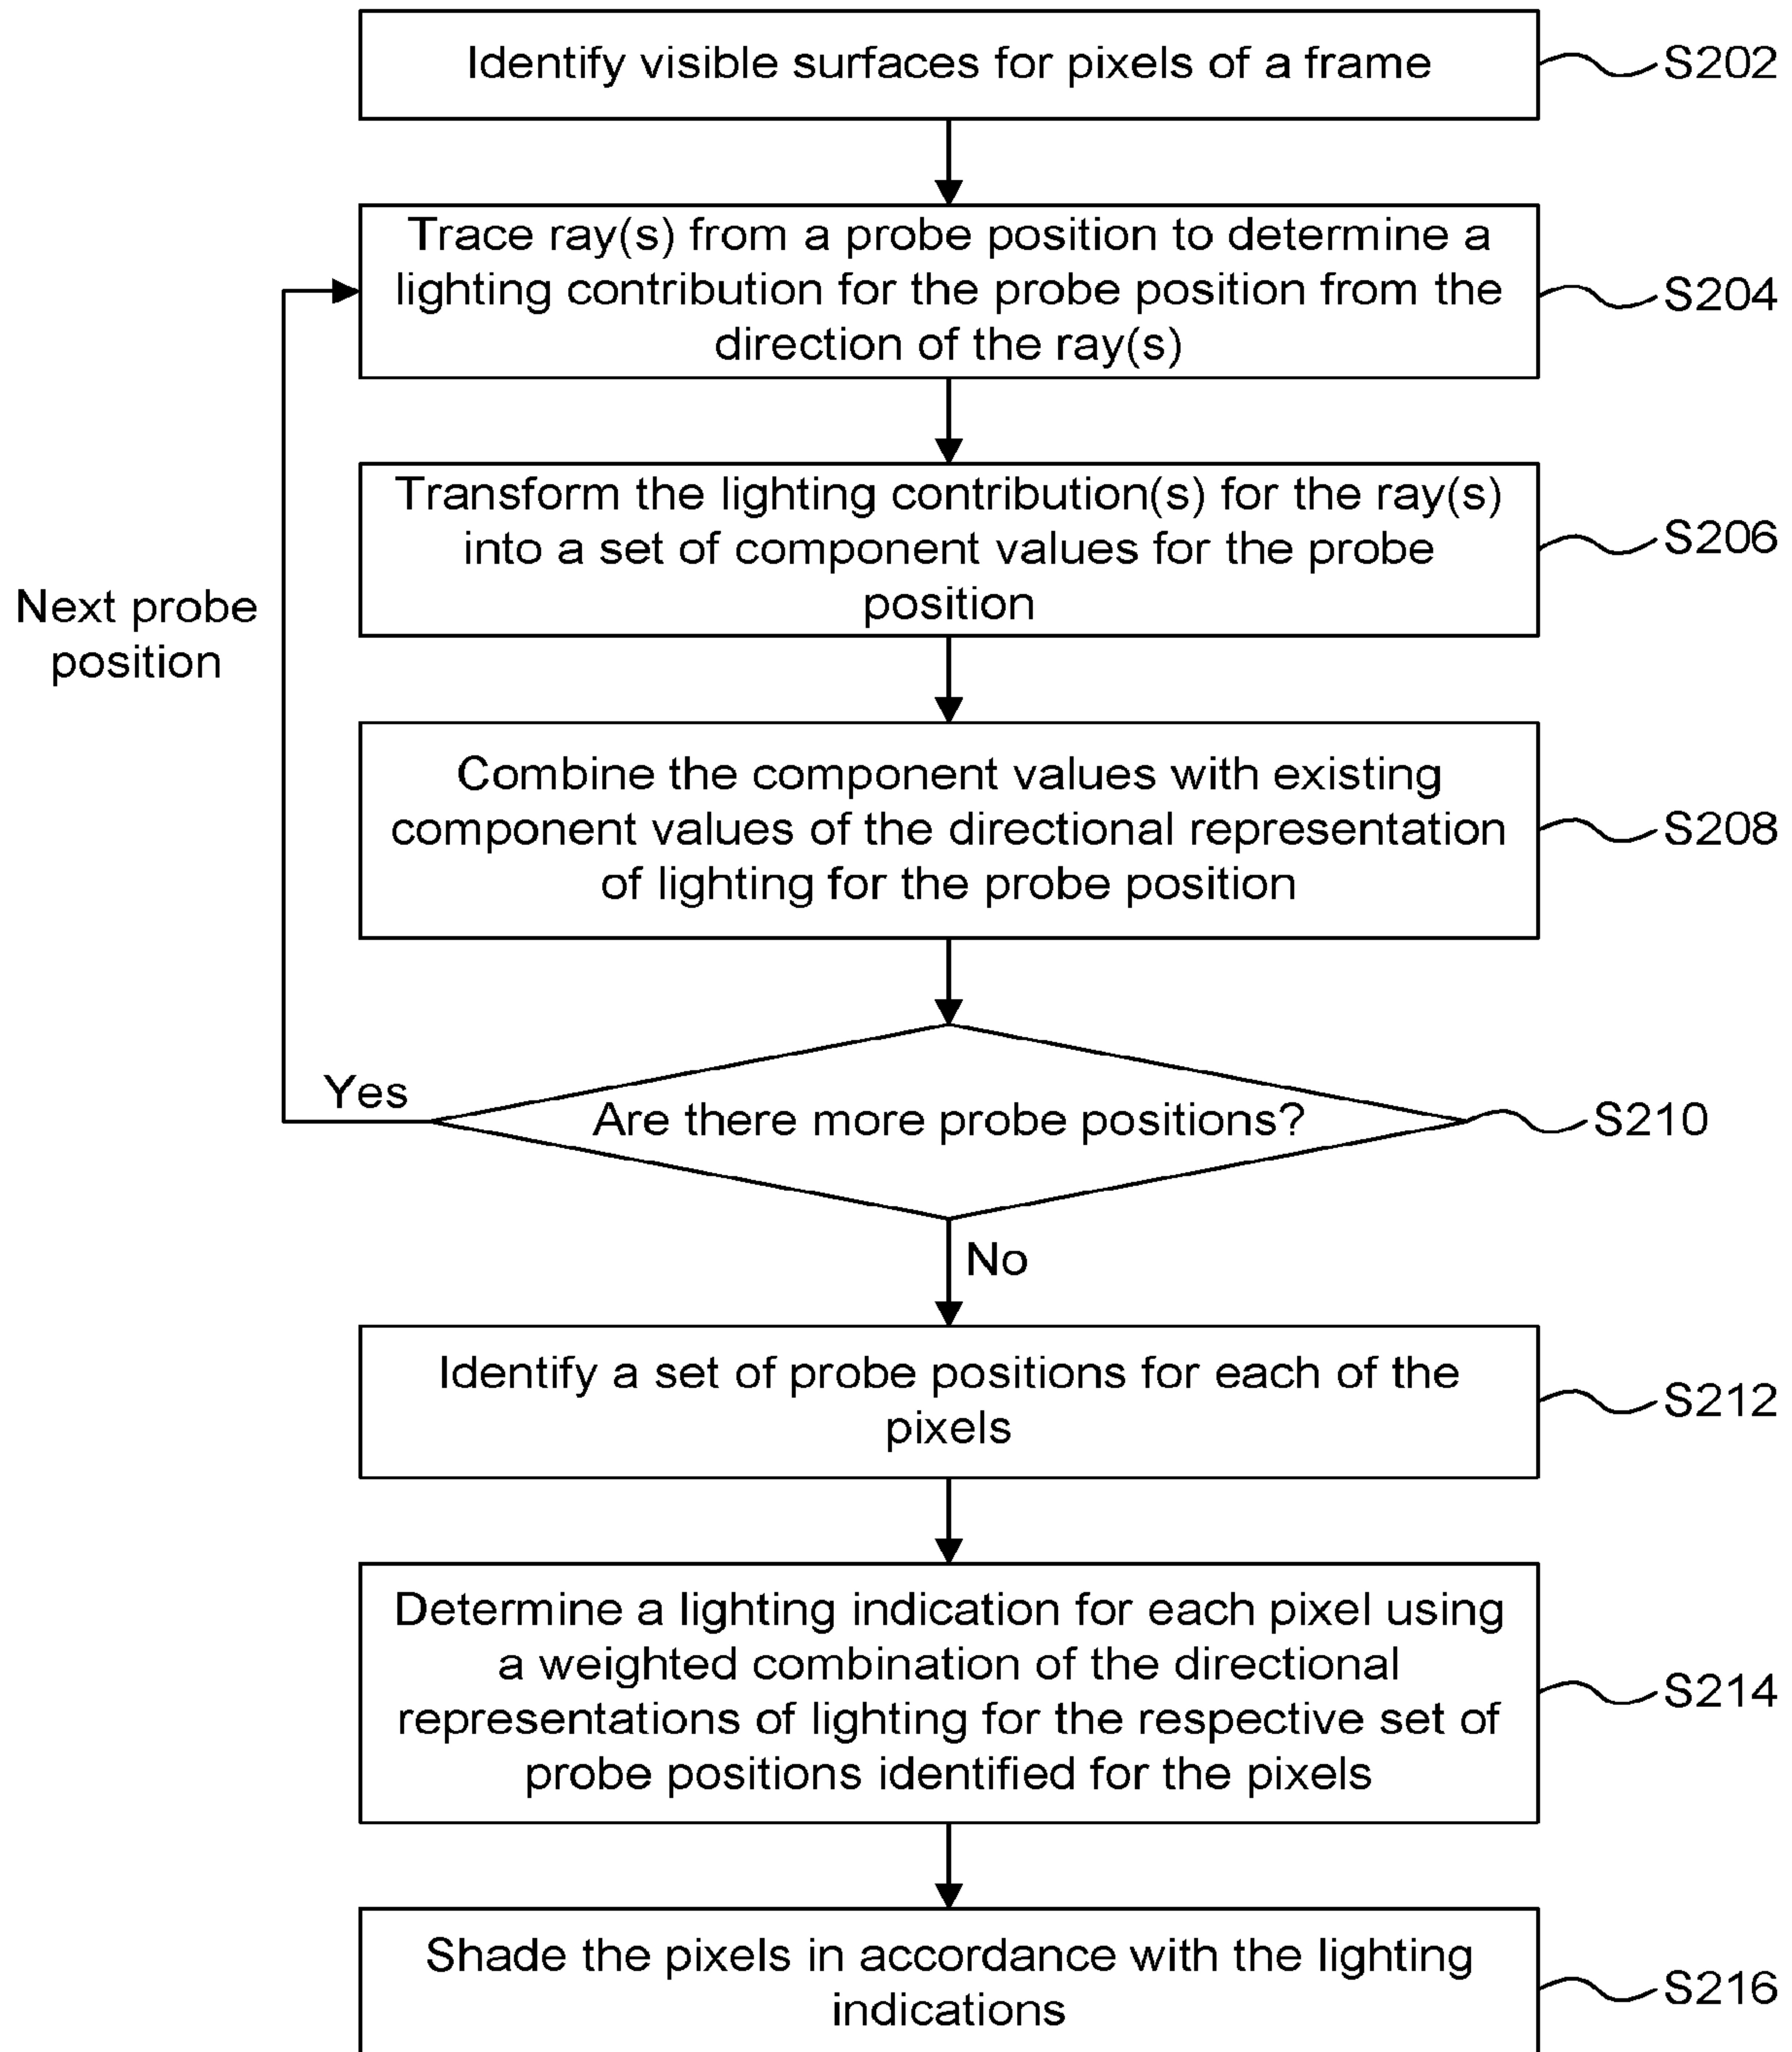 Identify visible surfaces for pixels of a frame
S202
Trace ray(s) from a probe position to determine a
lighting contribution for the probe position from the
direction of the ray(s)
S204
Transform the lighting contribution(s) for the ray(s)
into a set of component values for the probe
position
S206
Next probe
position
Combine the component values with existing
component values of the directional representation
of lighting for the probe position
S208
Yes
Are there more probe positions?
S210
No
Identify a set of probe positions for each of the
pixels
S212
Determine a lighting indication for each pixel using
a weighted combination of the directional
representations of lighting for the respective set of
probe positions identified for the pixels
S214
Shade the pixels in accordance with the lighting
indications
S216